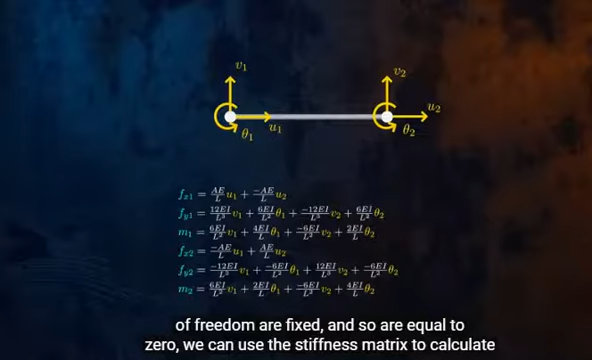 v₁ v₂
u₁ θ₁ u₂ θ₂
fₓ₁ = AE/L u₁ + -AE/L u₂
fᵧ₁ = 12EI/L³ v₁ + 6EI/L² θ₁ + -12EI/L³ v₂ + 6EI/L² θ₂
m₁ = 6EI/L² v₁ + 4EI/L θ₁ + -6EI/L² v₂ + 2EI/L θ₂
fₓ₂ = -AE/L u₁ + AE/L u₂
fᵧ₂ = -12EI/L³ v₁ + -6EI/L² θ₁ + 12EI/L³ v₂ + -6EI/L² θ₂
m₂ = 6EI/L² v₁ + 2EI/L θ₁ + -6EI/L² v₂ + 4EI/L θ₂
of freedom are fixed, and so are equal to
zero, we can use the stiffness matrix to calculate